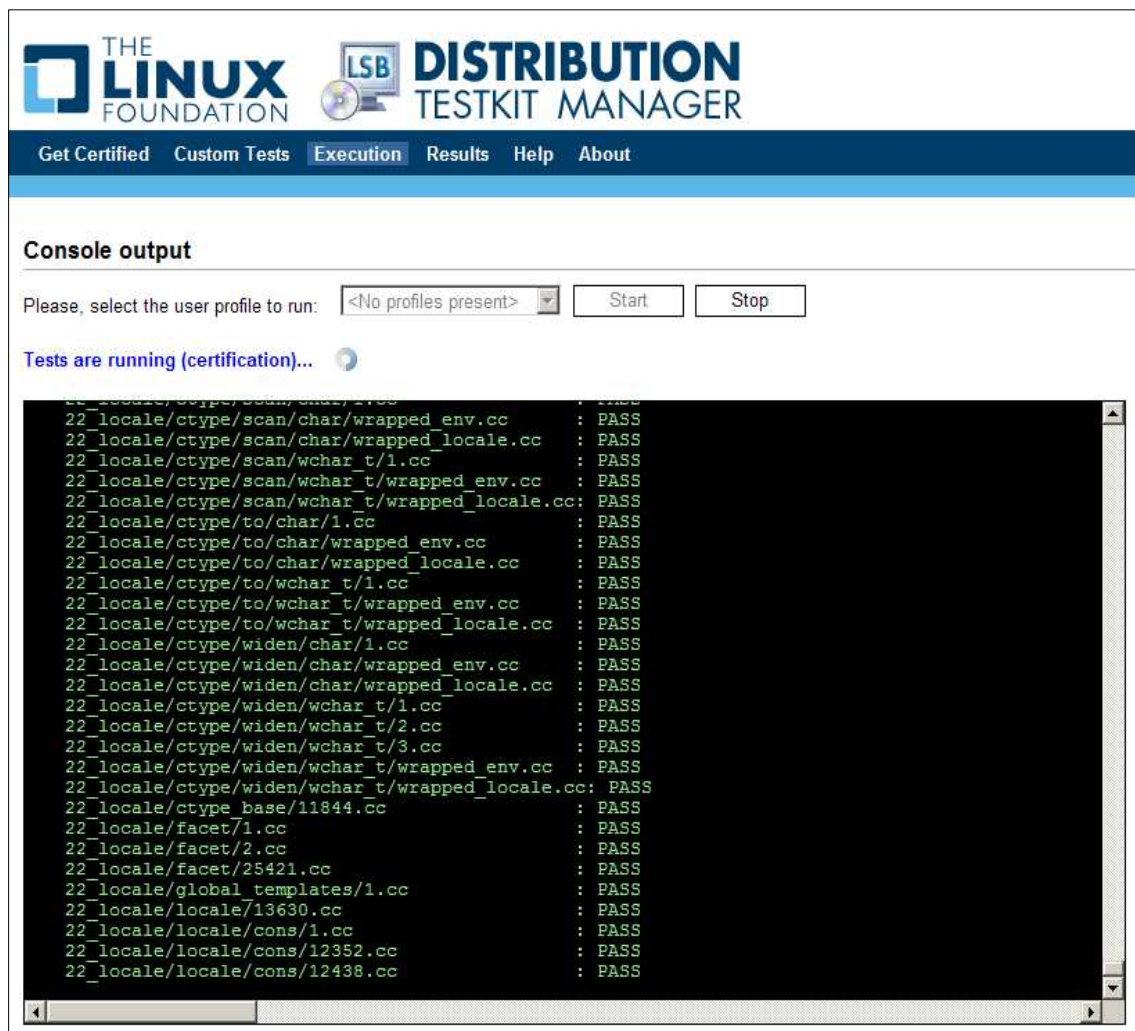 THE
LINUX
FOUNDATION
LSB
DISTRIBUTION
TESTKIT MANAGER
Get Certified Custom Tests Execution Results Help About
Console output
Please, select the user profile to run: <No profiles present> Start Stop
Tests are running (certification)...
22_locale/ctype/scan/char/1.cc : PASS
22_locale/ctype/scan/char/wrapped_env.cc : PASS
22_locale/ctype/scan/char/wrapped_locale.cc : PASS
22_locale/ctype/scan/wchar_t/1.cc : PASS
22_locale/ctype/scan/wchar_t/wrapped_env.cc : PASS
22_locale/ctype/scan/wchar_t/wrapped_locale.cc: PASS
22_locale/ctype/to/char/1.cc : PASS
22_locale/ctype/to/char/wrapped_env.cc : PASS
22_locale/ctype/to/char/wrapped_locale.cc : PASS
22_locale/ctype/to/wchar_t/1.cc : PASS
22_locale/ctype/to/wchar_t/wrapped_env.cc : PASS
22_locale/ctype/to/wchar_t/wrapped_locale.cc : PASS
22_locale/ctype/widen/char/1.cc : PASS
22_locale/ctype/widen/char/wrapped_env.cc : PASS
22_locale/ctype/widen/char/wrapped_locale.cc : PASS
22_locale/ctype/widen/wchar_t/1.cc : PASS
22_locale/ctype/widen/wchar_t/2.cc : PASS
22_locale/ctype/widen/wchar_t/3.cc : PASS
22_locale/ctype/widen/wchar_t/wrapped_env.cc : PASS
22_locale/ctype/widen/wchar_t/wrapped_locale.cc: PASS
22_locale/ctype_base/11844.cc : PASS
22_locale/facet/1.cc : PASS
22_locale/facet/2.cc : PASS
22_locale/facet/25421.cc : PASS
22_locale/global_templates/1.cc : PASS
22_locale/locale/13630.cc : PASS
22_locale/locale/cons/1.cc : PASS
22_locale/locale/cons/12352.cc : PASS
22_locale/locale/cons/12438.cc : PASS